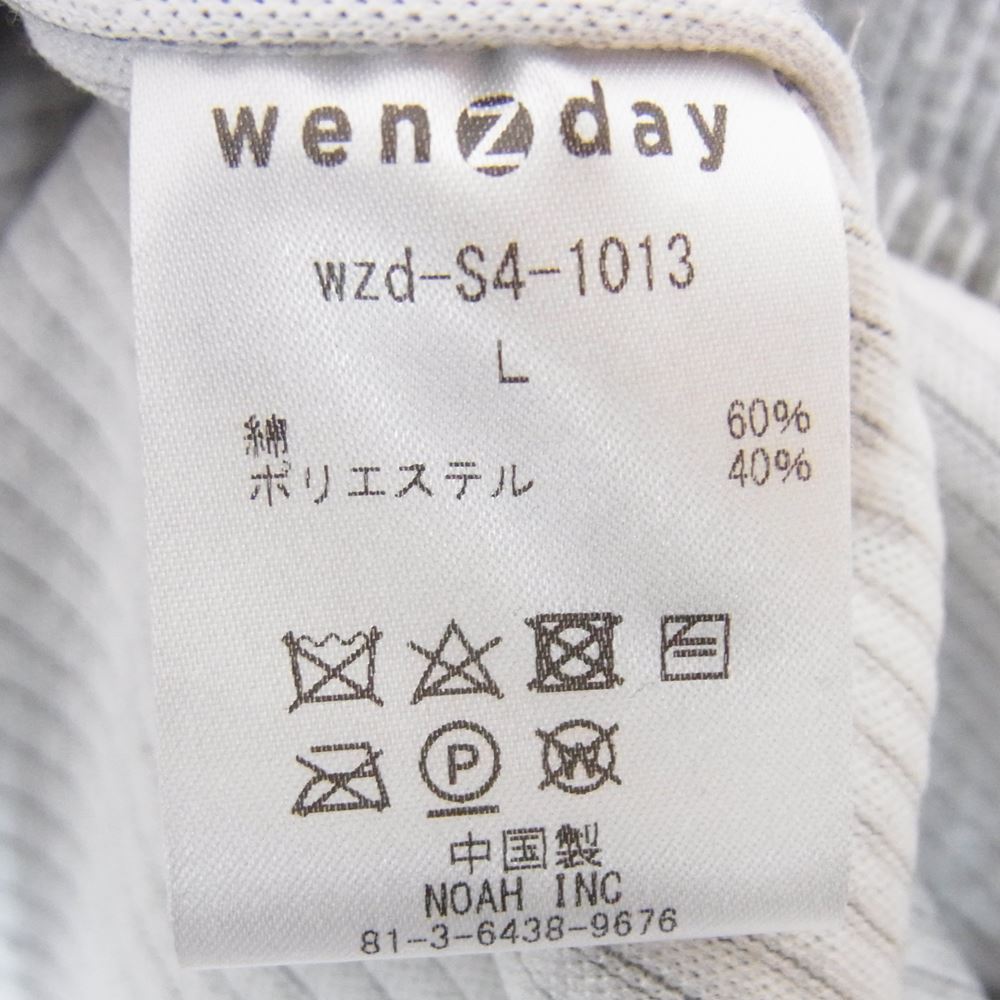 wenzday
wzd-S4-1013
L
綿 60%
ポリエステル 40%
P
W
中国製
NOAH INC
81-3-6438-9676